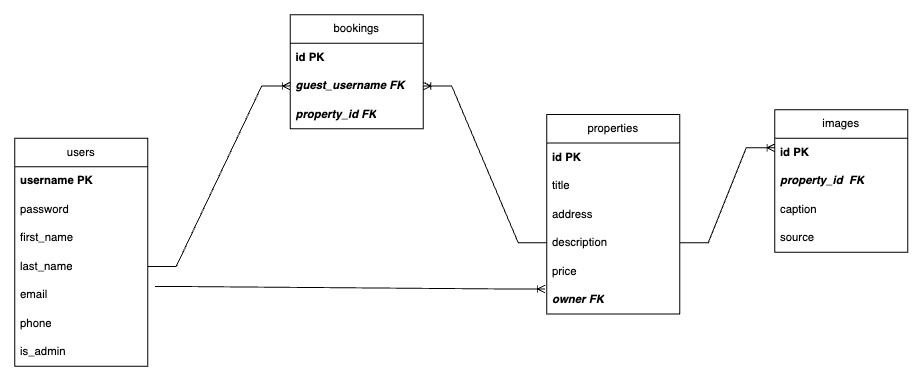 bookings
id PK
guest_username FK
property_id FK
users
username PK
password
first_name
last_name
email
phone
is_admin
properties
id PK
title
address
description
price
owner FK
images
id PK
property_id FK
caption
source